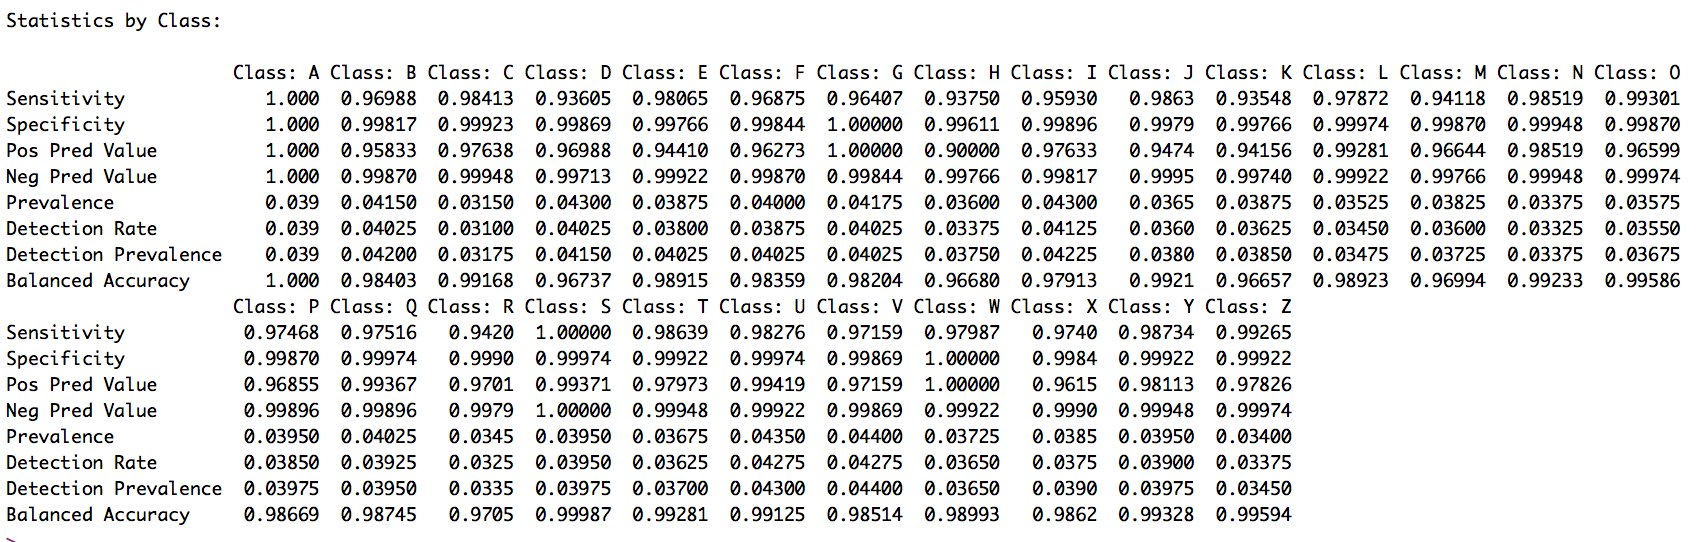 Statistics by Class:

                     Class: A Class: B Class: C Class: D Class: E Class: F Class: G Class: H Class: I Class: J Class: K Class: L Class: M Class: N Class: O
Sensitivity             1.000  0.96988  0.98413  0.93605  0.98065  0.96875  0.96407  0.93750  0.95930   0.9863  0.93548  0.97872  0.94118  0.98519  0.99301
Specificity             1.000  0.99817  0.99923  0.99869  0.99766  0.99844  1.00000  0.99611  0.99896   0.9979  0.99766  0.99974  0.99870  0.99948  0.99870
Pos Pred Value          1.000  0.95833  0.97638  0.96988  0.94410  0.96273  1.00000  0.90000  0.97633   0.9474  0.94156  0.99281  0.96644  0.98519  0.96599
Neg Pred Value          1.000  0.99870  0.99948  0.99713  0.99922  0.99870  0.99844  0.99766  0.99817   0.9995  0.99740  0.99922  0.99766  0.99948  0.99974
Prevalence              0.039  0.04150  0.03150  0.04300  0.03875  0.04000  0.04175  0.03600  0.04300   0.0365  0.03875  0.03525  0.03825  0.03375  0.03575
Detection Rate          0.039  0.04025  0.03100  0.04025  0.03800  0.03875  0.04025  0.03375  0.04125   0.0360  0.03625  0.03450  0.03600  0.03325  0.03550
Detection Prevalence    0.039  0.04200  0.03175  0.04150  0.04025  0.04025  0.04025  0.03750  0.04225   0.0380  0.03850  0.03475  0.03725  0.03375  0.03675
Balanced Accuracy       1.000  0.98403  0.99168  0.96737  0.98915  0.98359  0.98204  0.96680  0.97913   0.9921  0.96657  0.98923  0.96994  0.99233  0.99586
                     Class: P Class: Q Class: R Class: S Class: T Class: U Class: V Class: W Class: X Class: Y Class: Z
Sensitivity           0.97468  0.97516   0.9420  1.00000  0.98639  0.98276  0.97159  0.97987   0.9740  0.98734  0.99265
Specificity           0.99870  0.99974   0.9990  0.99974  0.99922  0.99974  0.99869  1.00000   0.9984  0.99922  0.99922
Pos Pred Value        0.96855  0.99367   0.9701  0.99371  0.97973  0.99419  0.97159  1.00000   0.9615  0.98113  0.97826
Neg Pred Value        0.99896  0.99896   0.9979  1.00000  0.99948  0.99922  0.99869  0.99922   0.9990  0.99948  0.99974
Prevalence            0.03950  0.04025   0.0345  0.03950  0.03675  0.04350  0.04400  0.03725   0.0385  0.03950  0.03400
Detection Rate        0.03850  0.03925   0.0325  0.03950  0.03625  0.04275  0.04275  0.03650   0.0375  0.03900  0.03375
Detection Prevalence  0.03975  0.03950   0.0335  0.03975  0.03700  0.04300  0.04400  0.03650   0.0390  0.03975  0.03450
Balanced Accuracy     0.98669  0.98745   0.9705  0.99987  0.99281  0.99125  0.98514  0.98993   0.9862  0.99328  0.99594